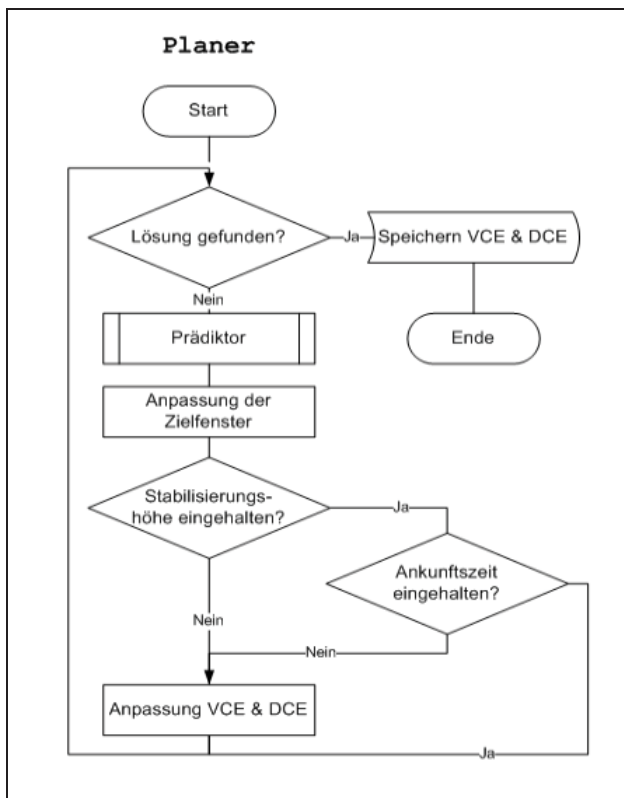 Planer
Start
Lösung gefunden?
Ja
Speichern VCE & DCE
Nein
Prädiktor
Ende
Anpassung der
Zielfenster
Stabilisierungs-
höhe eingehalten?
Ja
Ankunftszeit
eingehalten?
Nein
Nein
Anpassung VCE & DCE
Ja